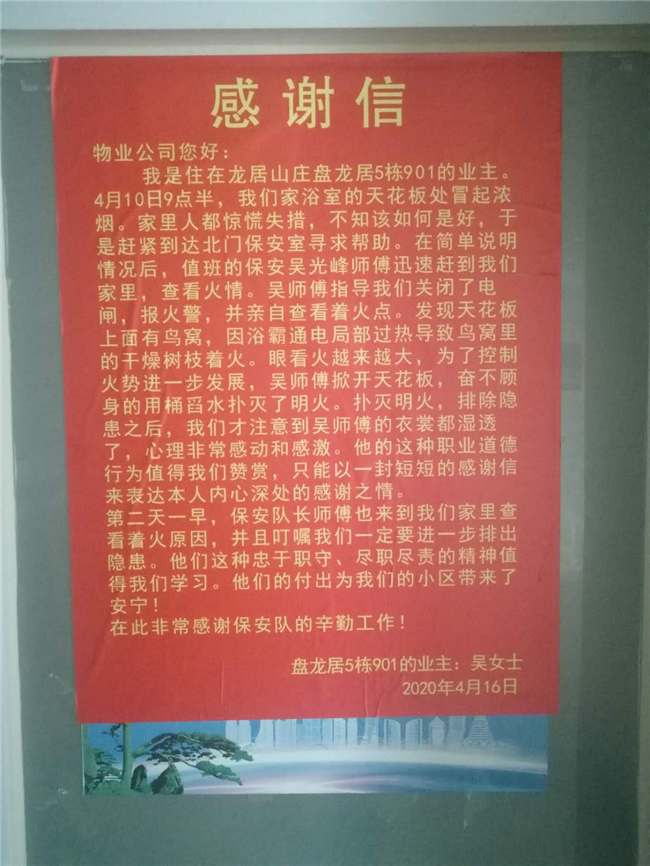 感谢信
物业公司您好：
我是住在龙居山庄盘龙居5栋901的业主。
4月10日9点半，我们家浴室的天花板处冒起浓
烟。家里人都惊慌失措，不知该如何是好，于
是赶紧到达北门保安室寻求帮助。在简单说明
情况后，值班的保安吴光峰师傅迅速赶到我们
家里，查看火情。吴师傅指导我们关闭了电
闸，报火警，并亲自查看着火点。发现天花板
上面有鸟窝，因浴霸通电局部过热导致鸟窝里
的干燥树枝着火。眼看火越来越大，为了控制
火势进一步发展，吴师傅掀开天花板，奋不顾
身的用桶舀水扑灭了明火。扑灭明火，排除隐
患之后，我们才注意到吴师傅的衣裳都湿透
了，心理非常感动和感激。他的这种职业道德
行为值得我们赞赏，只能以一封短短的感谢信
来表达本人内心深处的感谢之情。
第二天一早，保安队长师傅也来到我们家里查
看着火原因，并且叮嘱我们一定要进一步排出
隐患。他们这种忠于职守、尽职尽责的精神值
得我们学习。他们的付出为我们的小区带来了
安宁！
在此非常感谢保安队的辛勤工作！
盘龙居5栋901的业主：吴女士
2020年4月16日